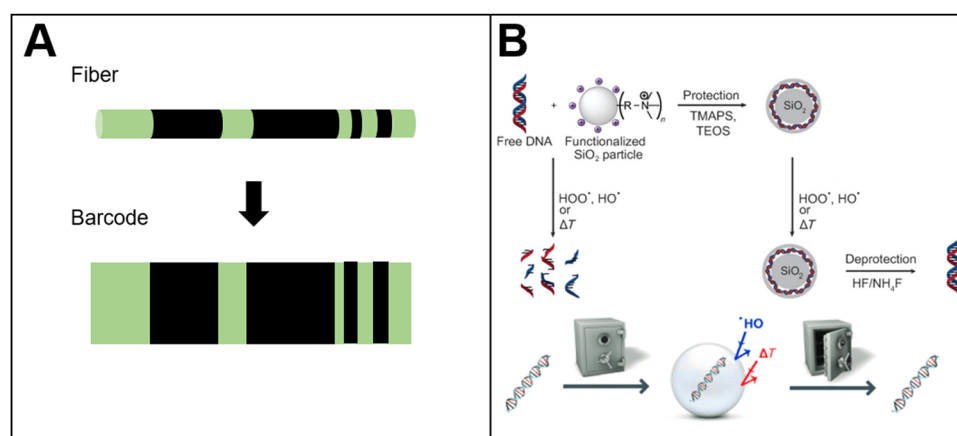 A
Fiber
Barcode
B
+
R–N
⊕
n
SiO2
Protection
TMAPS,
TEOS
Free DNA
Functionalized
SiO2 particle
HOO•, HO•
or
ΔT
HOO•, HO•
or
ΔT
SiO2
Deprotection
HF/NH4F
•HO
ΔT